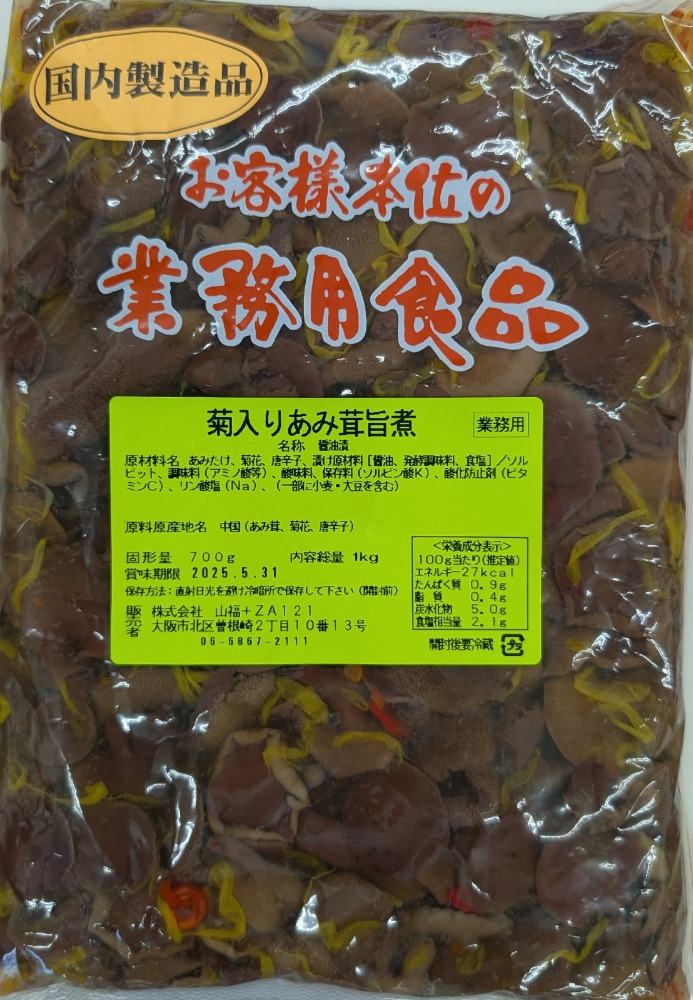 国内製造品
お客様本位の
業務用食品
菊入りあみ茸旨煮
業務用
名称 醤油漬
原材料名 あみたけ、菊花、唐辛子、漬け原材料［醤油、発酵調味料、食塩］／ソル
ビット、調味料（アミノ酸等）、酸味料、保存料（ソルビン酸K）、酸化防止剤（ビタ
ミンC）、リン酸塩（Na）、（一部に小麦・大豆を含む）
原料原産地名 中国（あみ茸、菊花、唐辛子）
固形量 700g 内容総量 1kg
賞味期限 2025.5.31
保存方法：直射日光を避け冷暗所で保存して下さい（開封前）
販売者 株式会社 山福+ZA121
大阪市北区曽根崎2丁目10番13号
06-6867-2111
＜栄養成分表示＞
100g当たり（推定値）
エネルギー27kcal
たんぱく質 0.9g
脂質 0.4g
炭水化物 5.0g
食塩相当量 2.1g
開封後要冷蔵 プラ